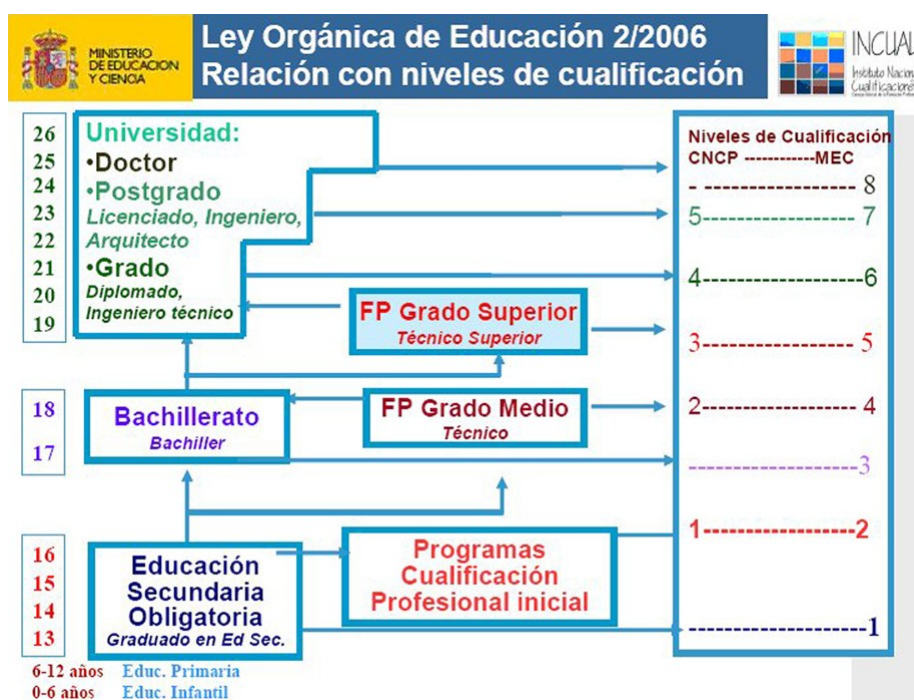 MINISTERIO
DE EDUCACION
Y CIENCIA
Ley Orgánica de Educación 2/2006
Relación con niveles de cualificación
INCUAL
Instituto Nacional
Cualificaciones
26
25
24
23
22
21
20
19
Universidad:
•Doctor
•Postgrado
Licenciado, Ingeniero,
Arquitecto
•Grado
Diplomado,
Ingeniero técnico
FP Grado Superior
Técnico Superior
18
17
Bachillerato
Bachiller
FP Grado Medio
Técnico
16
15
14
13
Educación
Secundaria
Obligatoria
Graduado en Ed Sec.
Programas
Cualificación
Profesional inicial
Niveles de Cualificación
CNCP ------------MEC
- ----------------- 8
5----------------- 7
4-----------------6
3----------------- 5
2----------------- 4
-------------------3
1-----------------2
--------------------1
6-12 años Educ. Primaria
0-6 años Educ. Infantil